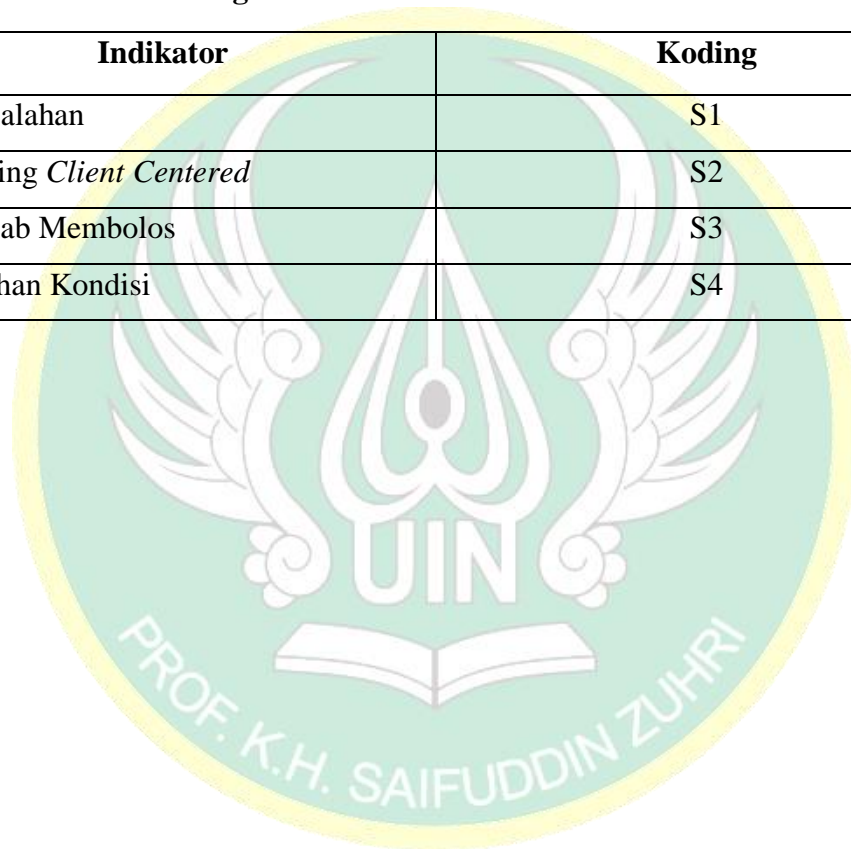 Indikator Koding
alahan S1
ing Client Centered S2
ab Membolos S3
han Kondisi S4
UIN
PROF. K.H. SAIFUDDIN ZUHRI